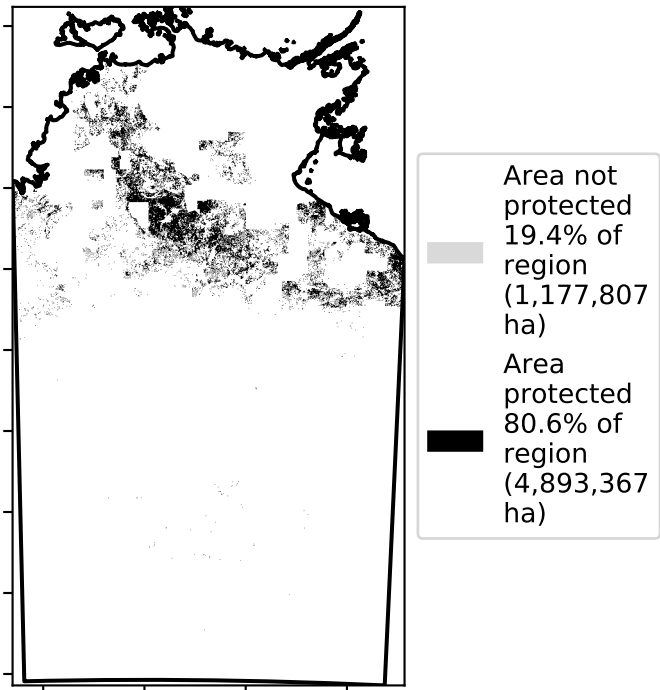 Area not
protected
19.4% of
region
(1,177,807
ha)
Area
protected
80.6% of
region
(4,893,367
ha)